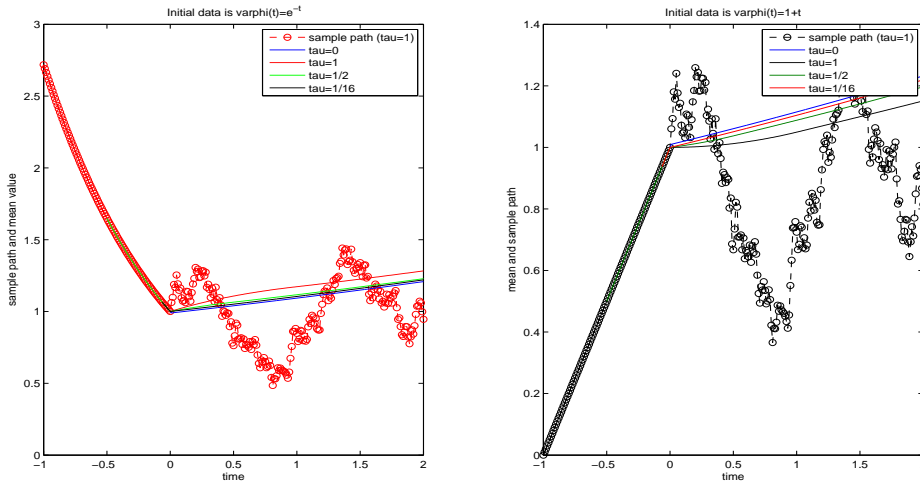 Initial data is varphi(t)=e^-t
3
2.5
2
1.5
1
0.5
0
−1
−0.5
0
0.5
1
1.5
2
time
sample path and mean value
sample path (tau=1)
tau=0
tau=1
tau=1/2
tau=1/16
Initial data is varphi(t)=1+t
1.4
1.2
1
0.8
0.6
0.4
0.2
0
−1
−0.5
0
0.5
1
1.5
time
mean and sample path
sample path (tau=1)
tau=0
tau=1
tau=1/2
tau=1/16